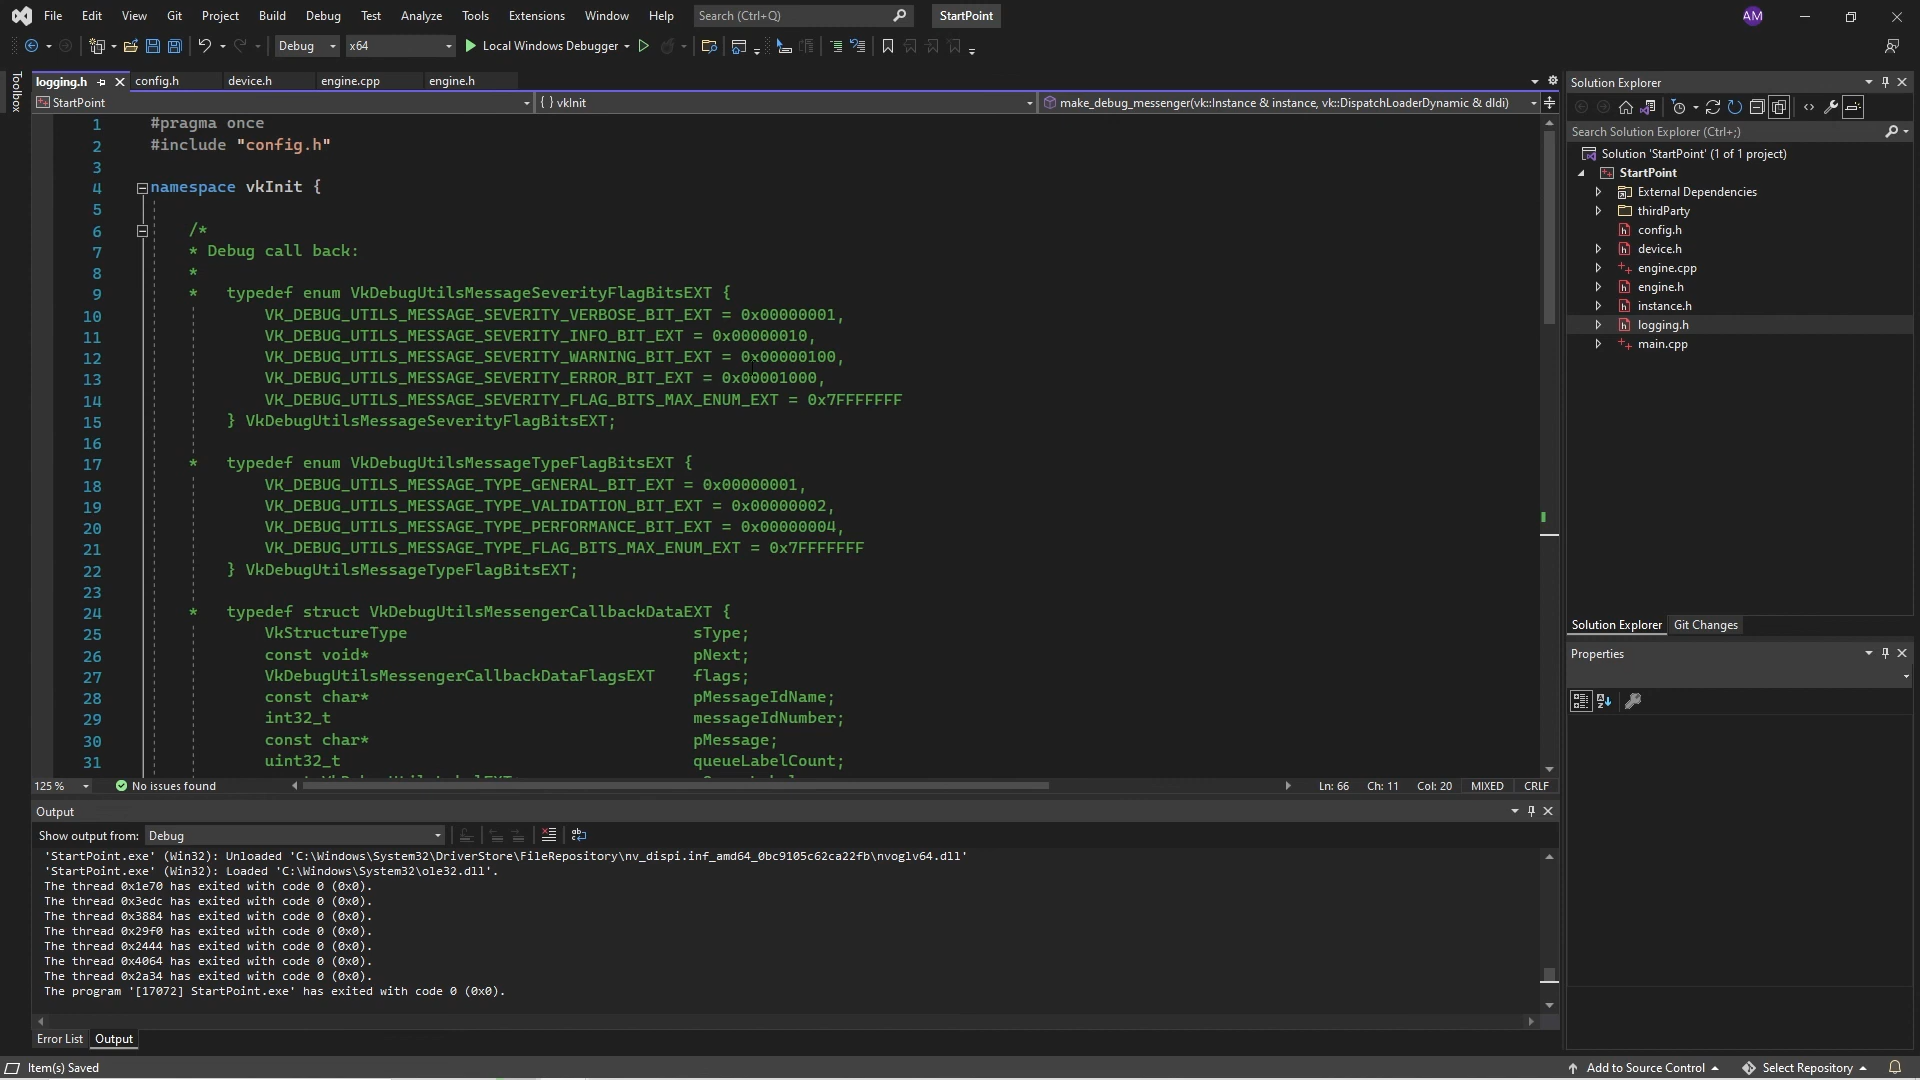 File Edit View Git Project Build Debug Test Analyze Tools Extensions Window Help Search (Ctrl+Q) StartPoint AM
Debug x64 Local Windows Debugger
Toolbox
logging.h config.h device.h engine.cpp engine.h
StartPoint { } vkInit make_debug_messenger(vk::Instance & instance, vk::DispatchLoaderDynamic & dldi)
1 #pragma once
2 #include "config.h"
3
4 namespace vkInit {
5
6 /*
7 * Debug call back:
8 *
9 * typedef enum VkDebugUtilsMessageSeverityFlagBitsEXT {
10 VK_DEBUG_UTILS_MESSAGE_SEVERITY_VERBOSE_BIT_EXT = 0x00000001,
11 VK_DEBUG_UTILS_MESSAGE_SEVERITY_INFO_BIT_EXT = 0x00000010,
12 VK_DEBUG_UTILS_MESSAGE_SEVERITY_WARNING_BIT_EXT = 0x00000100,
13 VK_DEBUG_UTILS_MESSAGE_SEVERITY_ERROR_BIT_EXT = 0x00001000,
14 VK_DEBUG_UTILS_MESSAGE_SEVERITY_FLAG_BITS_MAX_ENUM_EXT = 0x7FFFFFFF
15 } VkDebugUtilsMessageSeverityFlagBitsEXT;
16
17 * typedef enum VkDebugUtilsMessageTypeFlagBitsEXT {
18 VK_DEBUG_UTILS_MESSAGE_TYPE_GENERAL_BIT_EXT = 0x00000001,
19 VK_DEBUG_UTILS_MESSAGE_TYPE_VALIDATION_BIT_EXT = 0x00000002,
20 VK_DEBUG_UTILS_MESSAGE_TYPE_PERFORMANCE_BIT_EXT = 0x00000004,
21 VK_DEBUG_UTILS_MESSAGE_TYPE_FLAG_BITS_MAX_ENUM_EXT = 0x7FFFFFFF
22 } VkDebugUtilsMessageTypeFlagBitsEXT;
23
24 * typedef struct VkDebugUtilsMessengerCallbackDataEXT {
25 VkStructureType sType;
26 const void* pNext;
27 VkDebugUtilsMessengerCallbackDataFlagsEXT flags;
28 const char* pMessageIdName;
29 int32_t messageIdNumber;
30 const char* pMessage;
31 uint32_t queueLabelCount;
125 % No issues found Ln: 66 Ch: 11 Col: 20 MIXED CRLF
Output
Show output from: Debug
'StartPoint.exe' (Win32): Unloaded 'C:\Windows\System32\DriverStore\FileRepository\nv_dispi.inf_amd64_0bc9105c62ca22fb\nvoglv64.dll'
'StartPoint.exe' (Win32): Loaded 'C:\Windows\System32\ole32.dll'.
The thread 0x1e70 has exited with code 0 (0x0).
The thread 0x3edc has exited with code 0 (0x0).
The thread 0x3884 has exited with code 0 (0x0).
The thread 0x29f0 has exited with code 0 (0x0).
The thread 0x2444 has exited with code 0 (0x0).
The thread 0x4064 has exited with code 0 (0x0).
The thread 0x2a34 has exited with code 0 (0x0).
The program '[17072] StartPoint.exe' has exited with code 0 (0x0).
Error List Output
Solution Explorer
Search Solution Explorer (Ctrl+;)
Solution 'StartPoint' (1 of 1 project)
StartPoint
External Dependencies
thirdParty
config.h
device.h
engine.cpp
engine.h
instance.h
logging.h
main.cpp
Solution Explorer Git Changes
Properties
Item(s) Saved Add to Source Control Select Repository